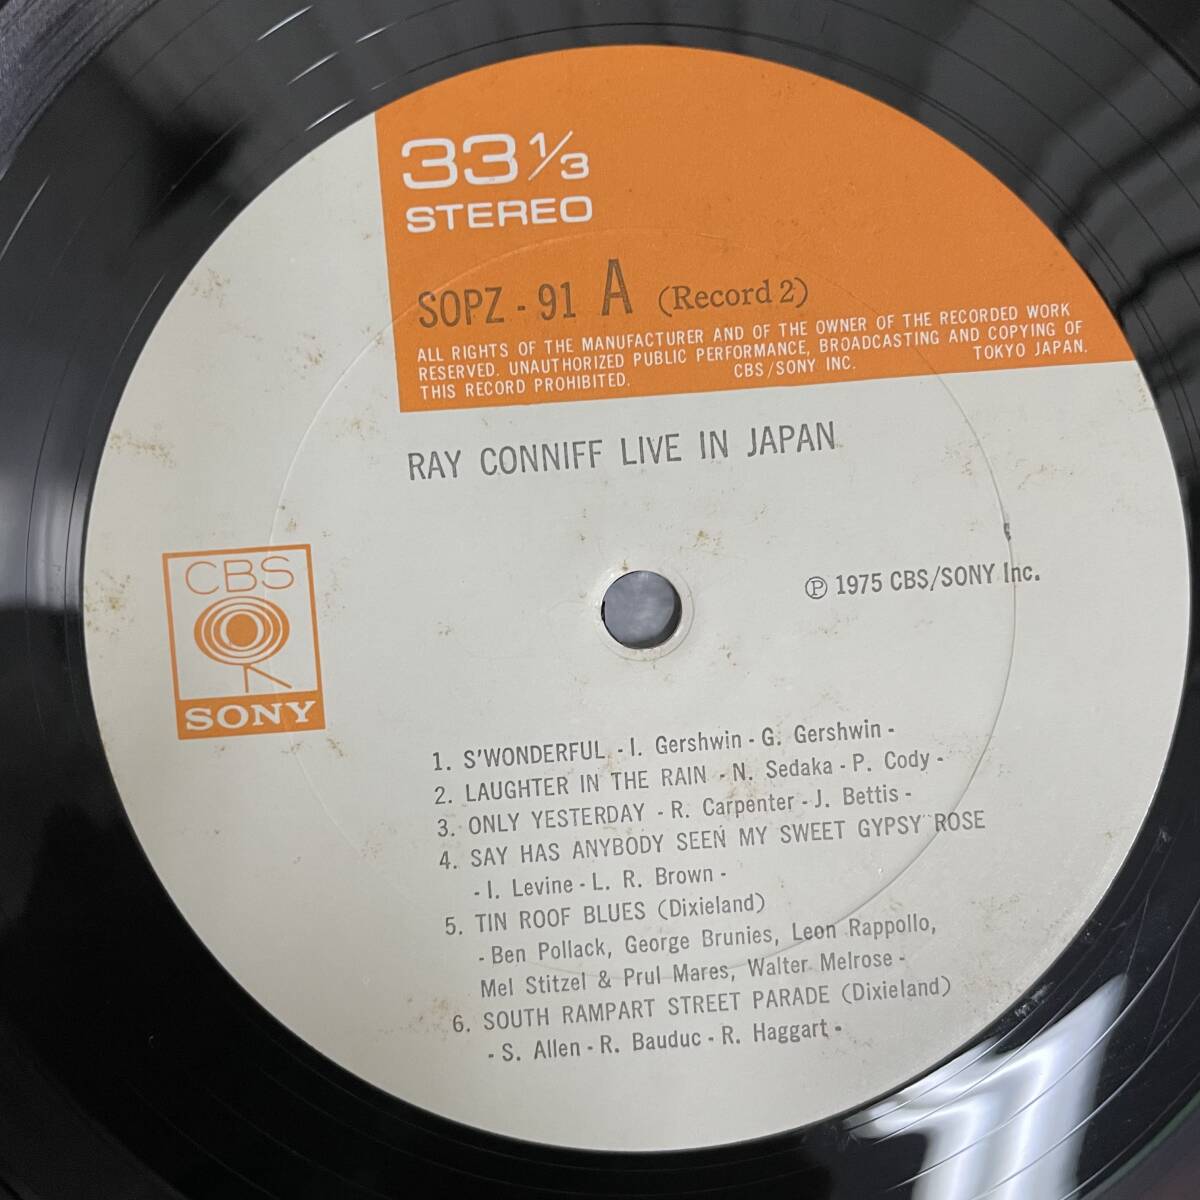 33 1/3
STEREO
SOPZ - 91 A (Record 2)
ALL RIGHTS OF THE MANUFACTURER AND OF THE OWNER OF THE RECORDED WORK
RESERVED. UNAUTHORIZED PUBLIC PERFORMANCE, BROADCASTING AND COPYING OF
THIS RECORD PROHIBITED. CBS/SONY INC. TOKYO JAPAN.
RAY CONNIFF LIVE IN JAPAN
CBS
SONY
Ⓟ 1975 CBS/SONY Inc.
1. S'WONDERFUL - I. Gershwin - G. Gershwin -
2. LAUGHTER IN THE RAIN - N. Sedaka - P. Cody -
3. ONLY YESTERDAY - R. Carpenter - J. Bettis -
4. SAY HAS ANYBODY SEEN MY SWEET GYPSY ROSE
- I. Levine - L. R. Brown -
5. TIN ROOF BLUES (Dixieland)
- Ben Pollack, George Brunies, Leon Rappollo,
Mel Stitzel & Prul Mares, Walter Melrose -
6. SOUTH RAMPART STREET PARADE (Dixieland)
- S. Allen - R. Bauduc - R. Haggart -